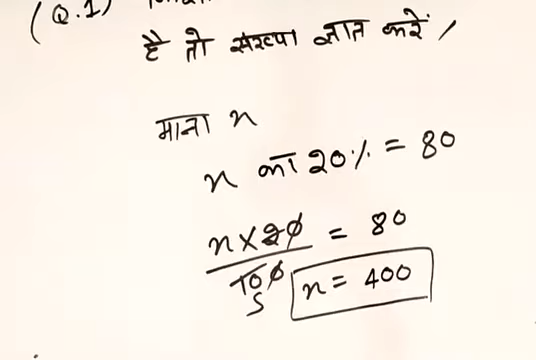 (Q.1)
है तो संख्या ज्ञात करें /
माना n
n का 20% = 80
n × 20 = 80
100
5
n = 400